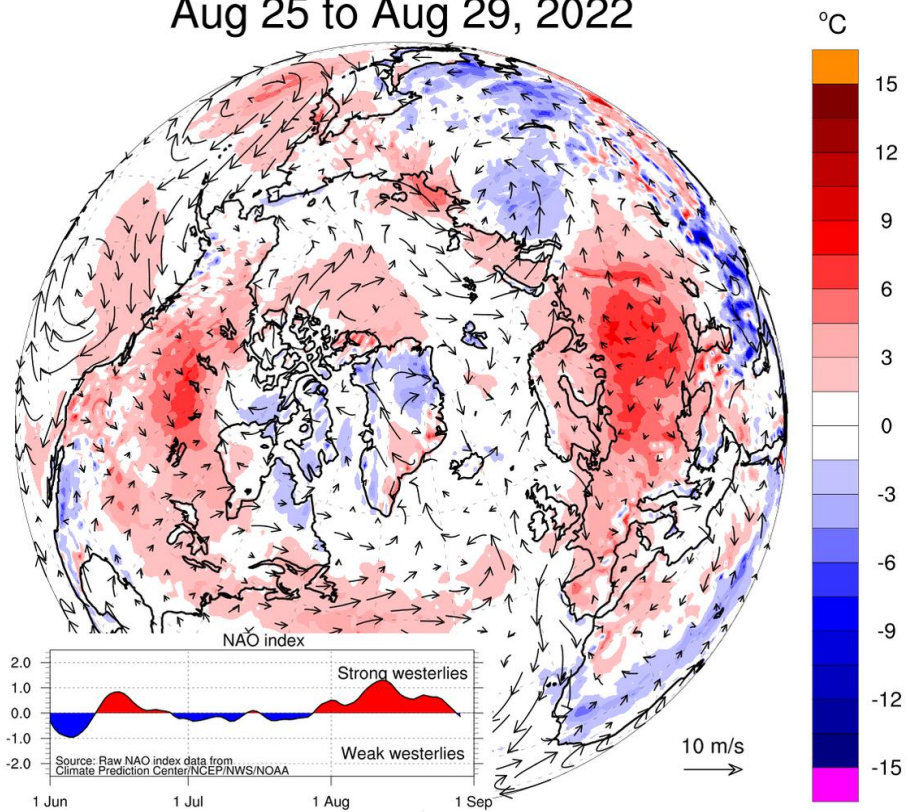 Aug 25 to Aug 29, 2022
°C
15
12
9
6
3
0
-3
-6
-9
-12
-15
NAO index
2.0
1.0
0.0
-1.0
-2.0
Strong westerlies
Weak westerlies
Source: Raw NAO index data from
Climate Prediction Center/NCEP/NWS/NOAA
1 Jun
1 Jul
1 Aug
1 Sep
10 m/s